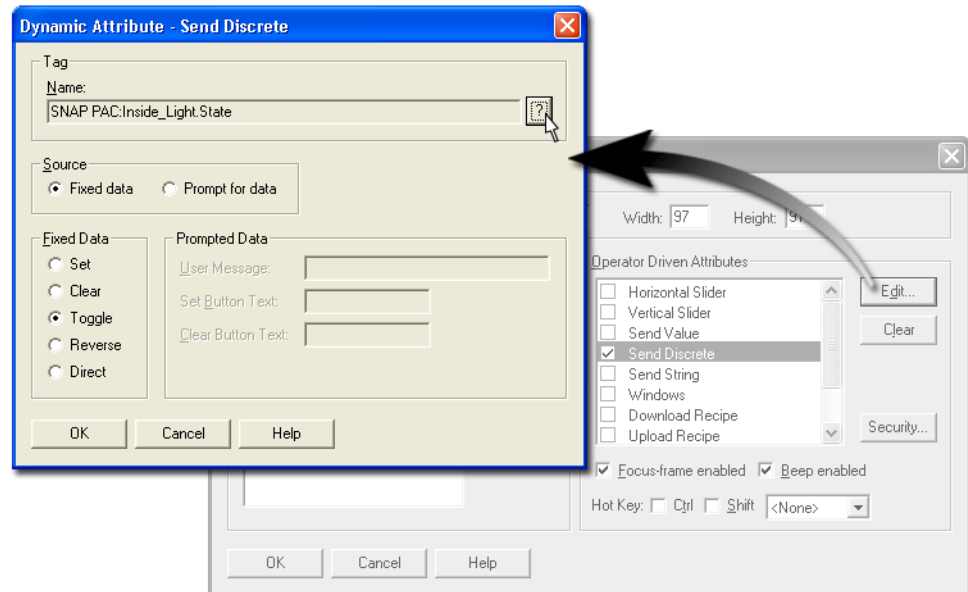 Dynamic Attribute - Send Discrete
Tag
Name:
SNAP PAC:Inside_Light.State
?
Source
Fixed data
Prompt for data
Fixed Data
Set
Clear
Toggle
Reverse
Direct
Prompted Data
User Message:
Set Button Text:
Clear Button Text:
OK Cancel Help
Width: 97 Height:
Operator Driven Attributes
Horizontal Slider
Vertical Slider
Send Value
Send Discrete
Send String
Windows
Download Recipe
Upload Recipe
Edit...
Clear
Security...
Focus-frame enabled Beep enabled
Hot Key: Ctrl Shift <None>
OK Cancel Help